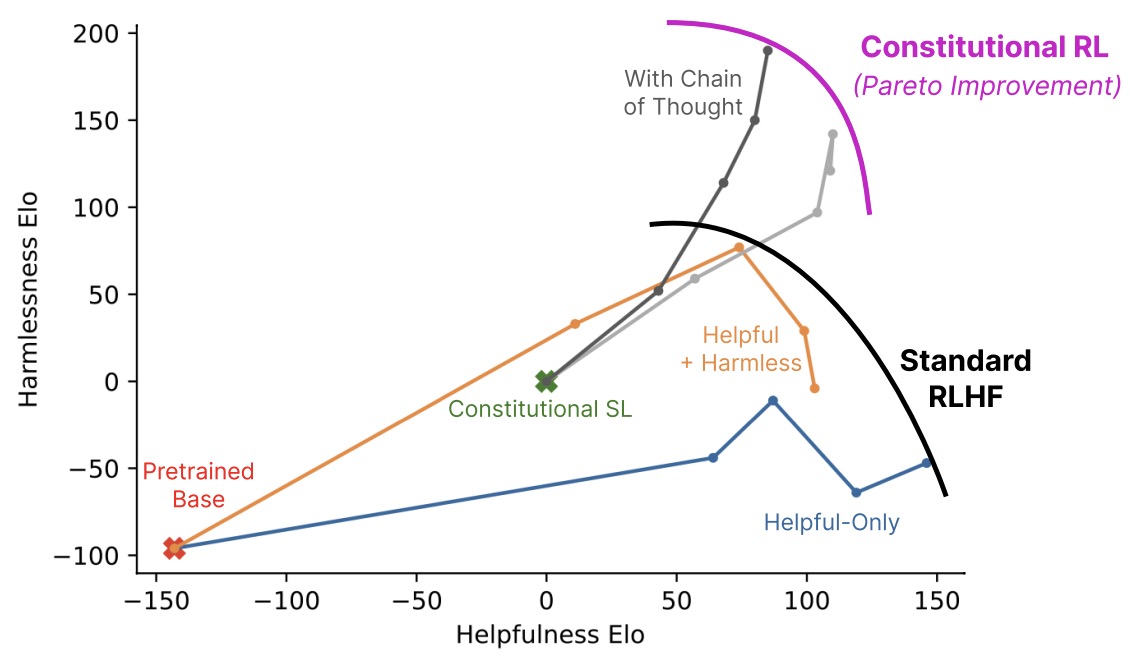 200
150
100
50
0
−50
−100
Harmlessness Elo
−150
−100
−50
0
50
100
150
Helpfulness Elo
Constitutional RL
(Pareto Improvement)
With Chain
of Thought
Helpful
+ Harmless
Standard
RLHF
Constitutional SL
Pretrained
Base
Helpful-Only